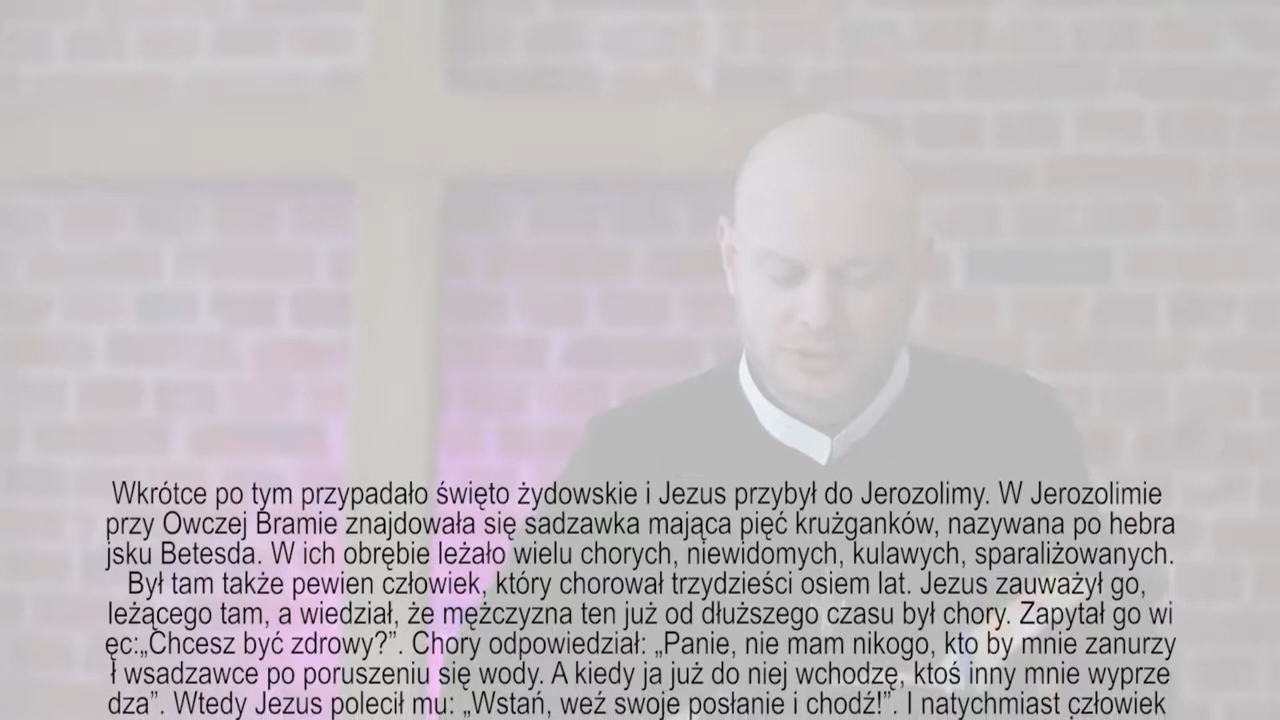 Wkrótce po tym przypadało święto żydowskie i Jezus przybył do Jerozolimy. W Jerozolimie
przy Owczej Bramie znajdowała się sadzawka mająca pięć krużganków, nazywana po hebra
jsku Betesda. W ich obrębie leżało wielu chorych, niewidomych, kulawych, sparaliżowanych.
Był tam także pewien człowiek, który chorował trzydzieści osiem lat. Jezus zauważył go,
leżącego tam, a wiedział, że mężczyzna ten już od dłuższego czasu był chory. Zapytał go wi
ęc:„Chcesz być zdrowy?”. Chory odpowiedział: „Panie, nie mam nikogo, kto by mnie zanurzy
ł wsadzawce po poruszeniu się wody. A kiedy ja już do niej wchodzę, ktoś inny mnie wyprze
dza”. Wtedy Jezus polecił mu: „Wstań, weź swoje posłanie i chodź!”. I natychmiast człowiek